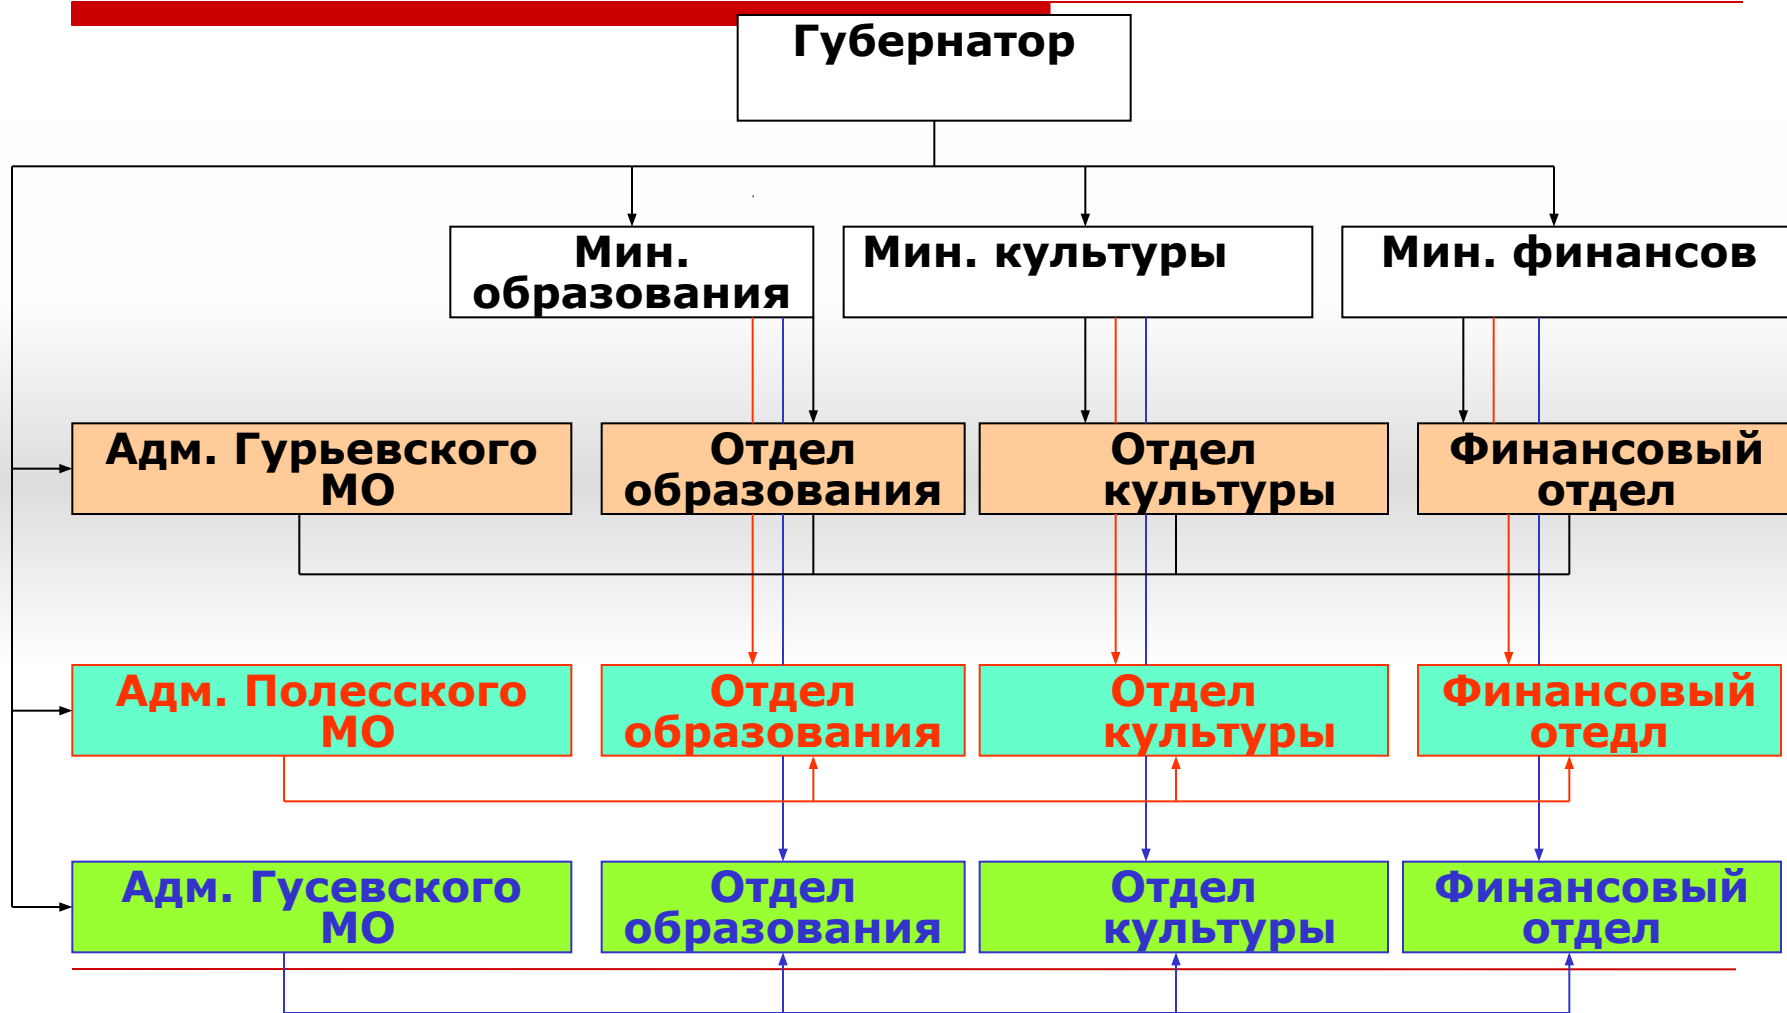 Губернатор
Мин.
образования
Мин. культуры
Мин. финансов
Адм. Гурьевского
МО
Отдел
образования
Отдел
культуры
Финансовый
отдел
Адм. Полесского
МО
Отдел
образования
Отдел
культуры
Финансовый
отедл
Адм. Гусевского
МО
Отдел
образования
Отдел
культуры
Финансовый
отдел